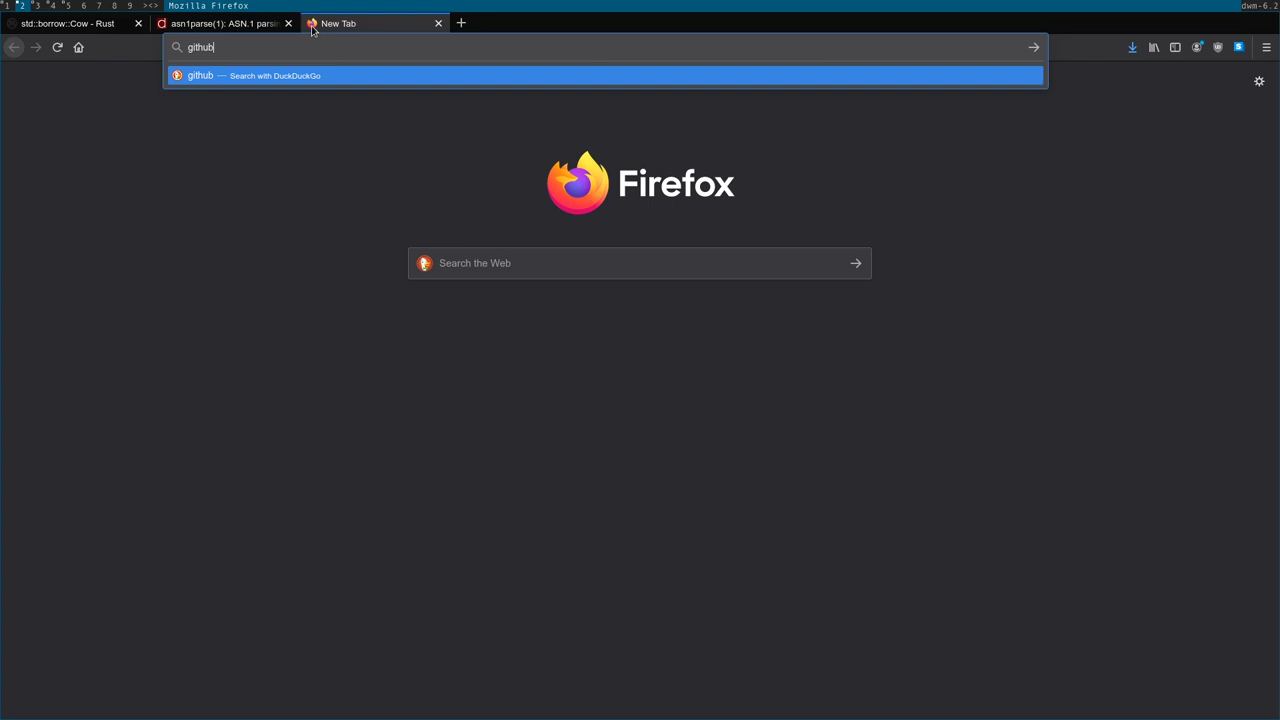 1 2 3 4 5 6 7 8 9 ><> Mozilla Firefox dwm-6.2
std::borrow::Cow - Rust asn1parse(1): ASN.1 parsin New Tab
github
github — Search with DuckDuckGo
Firefox
Search the Web